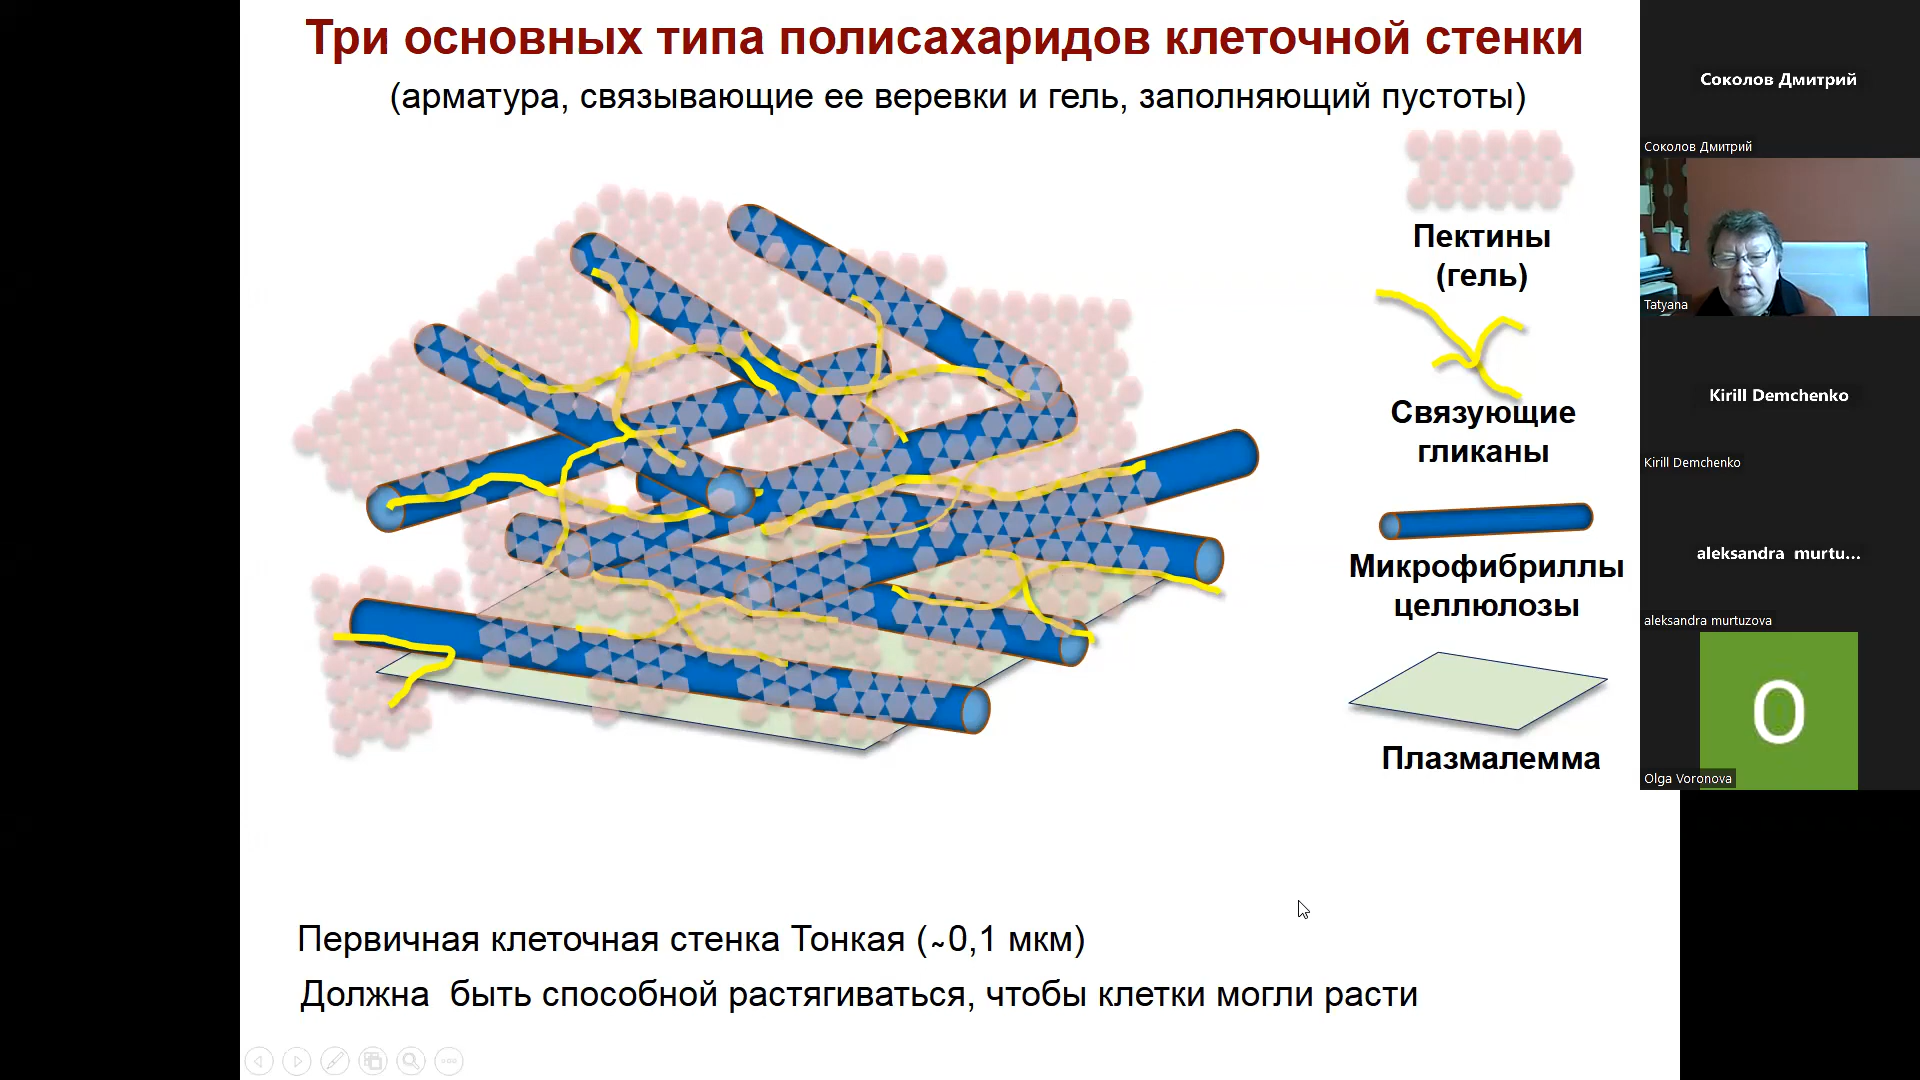 Три основных типа полисахаридов клеточной стенки
(арматура, связывающие ее веревки и гель, заполняющий пустоты)
Пектины
(гель)
Связующие
гликаны
Микрофибриллы
целлюлозы
Плазмалемма
Первичная клеточная стенка Тонкая (~0,1 мкм)
Должна быть способной растягиваться, чтобы клетки могли расти
Соколов Дмитрий
Соколов Дмитрий
Tatyana
Kirill Demchenko
Kirill Demchenko
aleksandra murtu...
aleksandra murtuzova
O
Olga Voronova